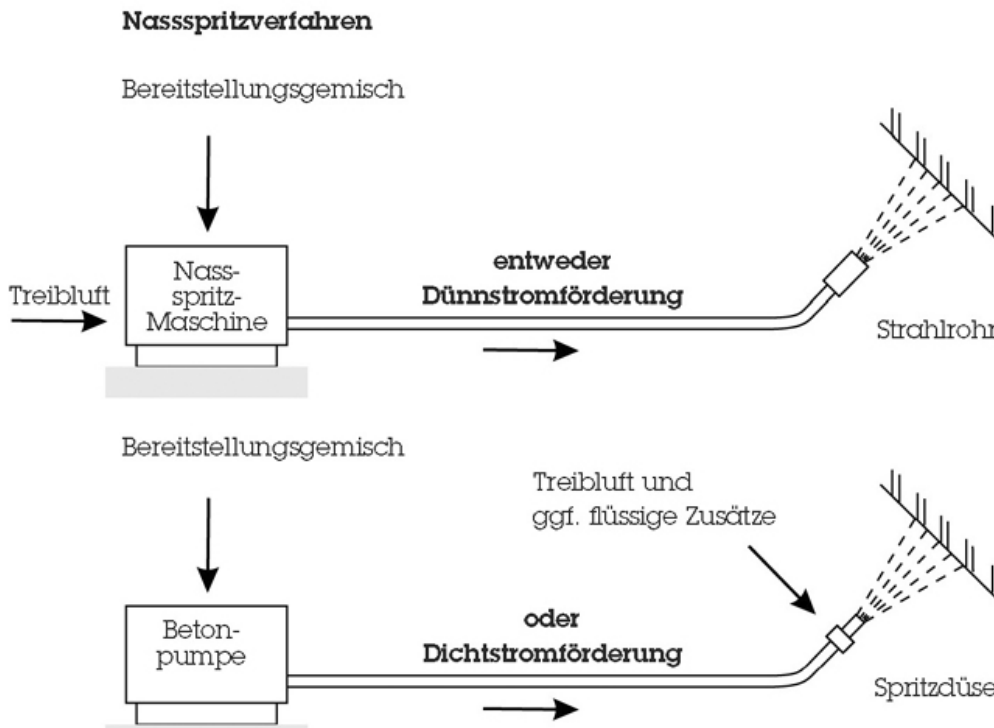 Nassspritzverfahren
Bereitstellungsgemisch
Treibluft
Nass-
spritz-
Maschine
entweder
Dünnstromförderung
Strahlrohr
Bereitstellungsgemisch
Treibluft und
ggf. flüssige Zusätze
Beton-
pumpe
oder
Dichtstromförderung
Spritzdüse